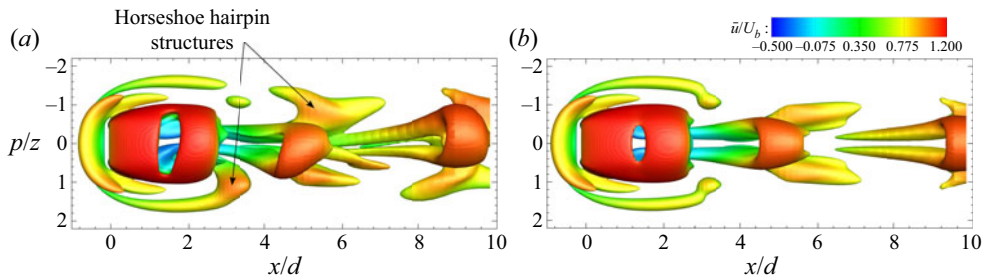 Horseshoe hairpin
structures
(a)
(b)
ũ/U_b :
−0.500 −0.075 0.350 0.775 1.200
p/z
−2
−1
0
1
2
0 2 4 6 8 10
x/d
−2
−1
0
1
2
0 2 4 6 8 10
x/d